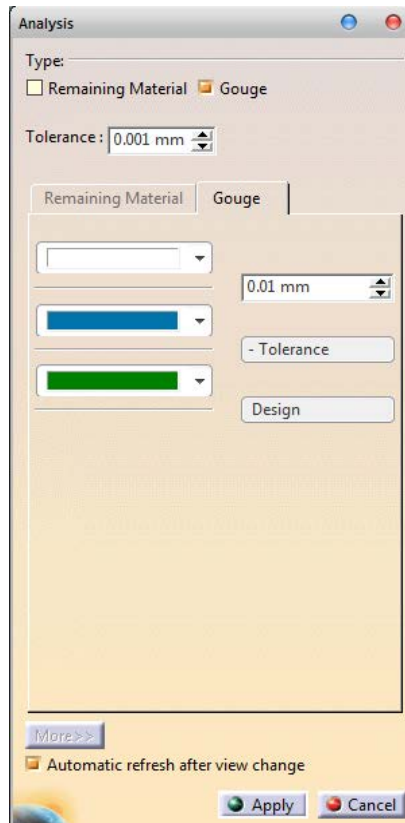 Analysis
Type:
Remaining Material Gouge
Tolerance : 0.001 mm
Remaining Material Gouge
0.01 mm
- Tolerance
Design
More>>
Automatic refresh after view change
Apply Cancel